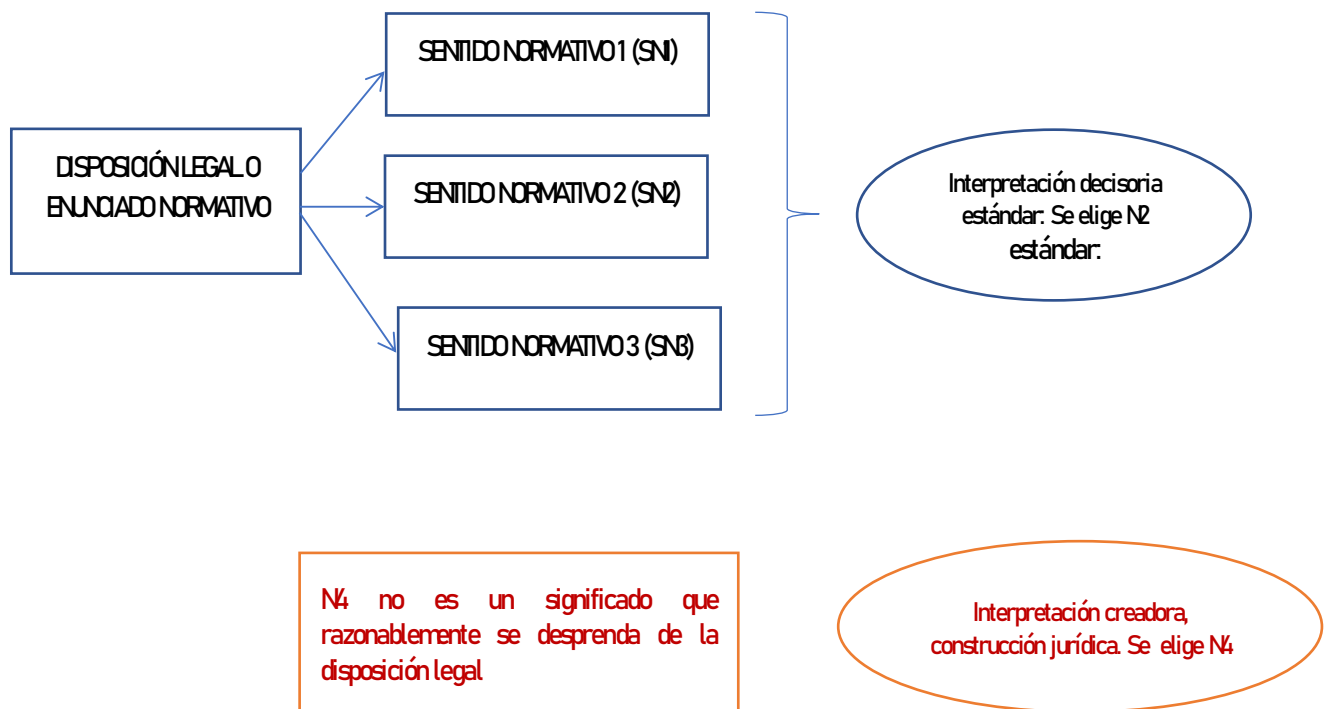 SENTIDO NORMATIVO 1 (SN1)
DISPOSICIÓN LEGAL O
ENUNCIADO NORMATIVO
SENTIDO NORMATIVO 2 (SN2)
SENTIDO NORMATIVO 3 (SN3)
Interpretación decisoria
estándar: Se elige N2
estándar:
N4 no es un significado que
razonablemente se desprenda de la
disposición legal
Interpretación creadora,
construcción jurídica. Se elige N4